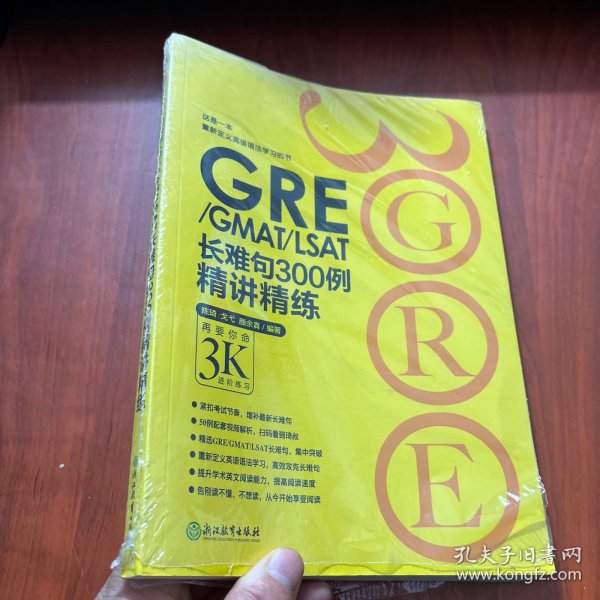 这是一本
重新定义英语语法学习的书
GRE
/GMAT/LSAT
长难句300例
精讲精练
陈琦 戈弋 颜余真/编著
再要你命
3K
进阶练习
紧扣考试节奏，增补最新长难句
50例配套视频解析，扫码看到琦叔
精选GRE/GMAT/LSAT长难句，集中突破
重新定义英语语法学习，高效攻克长难句
提升学术英文阅读能力，提高阅读速度
告别读不懂、不想读，从今开始享受阅读
浙江教育出版社
3
G
R
E
孔夫子旧书网
www.kongfz.com